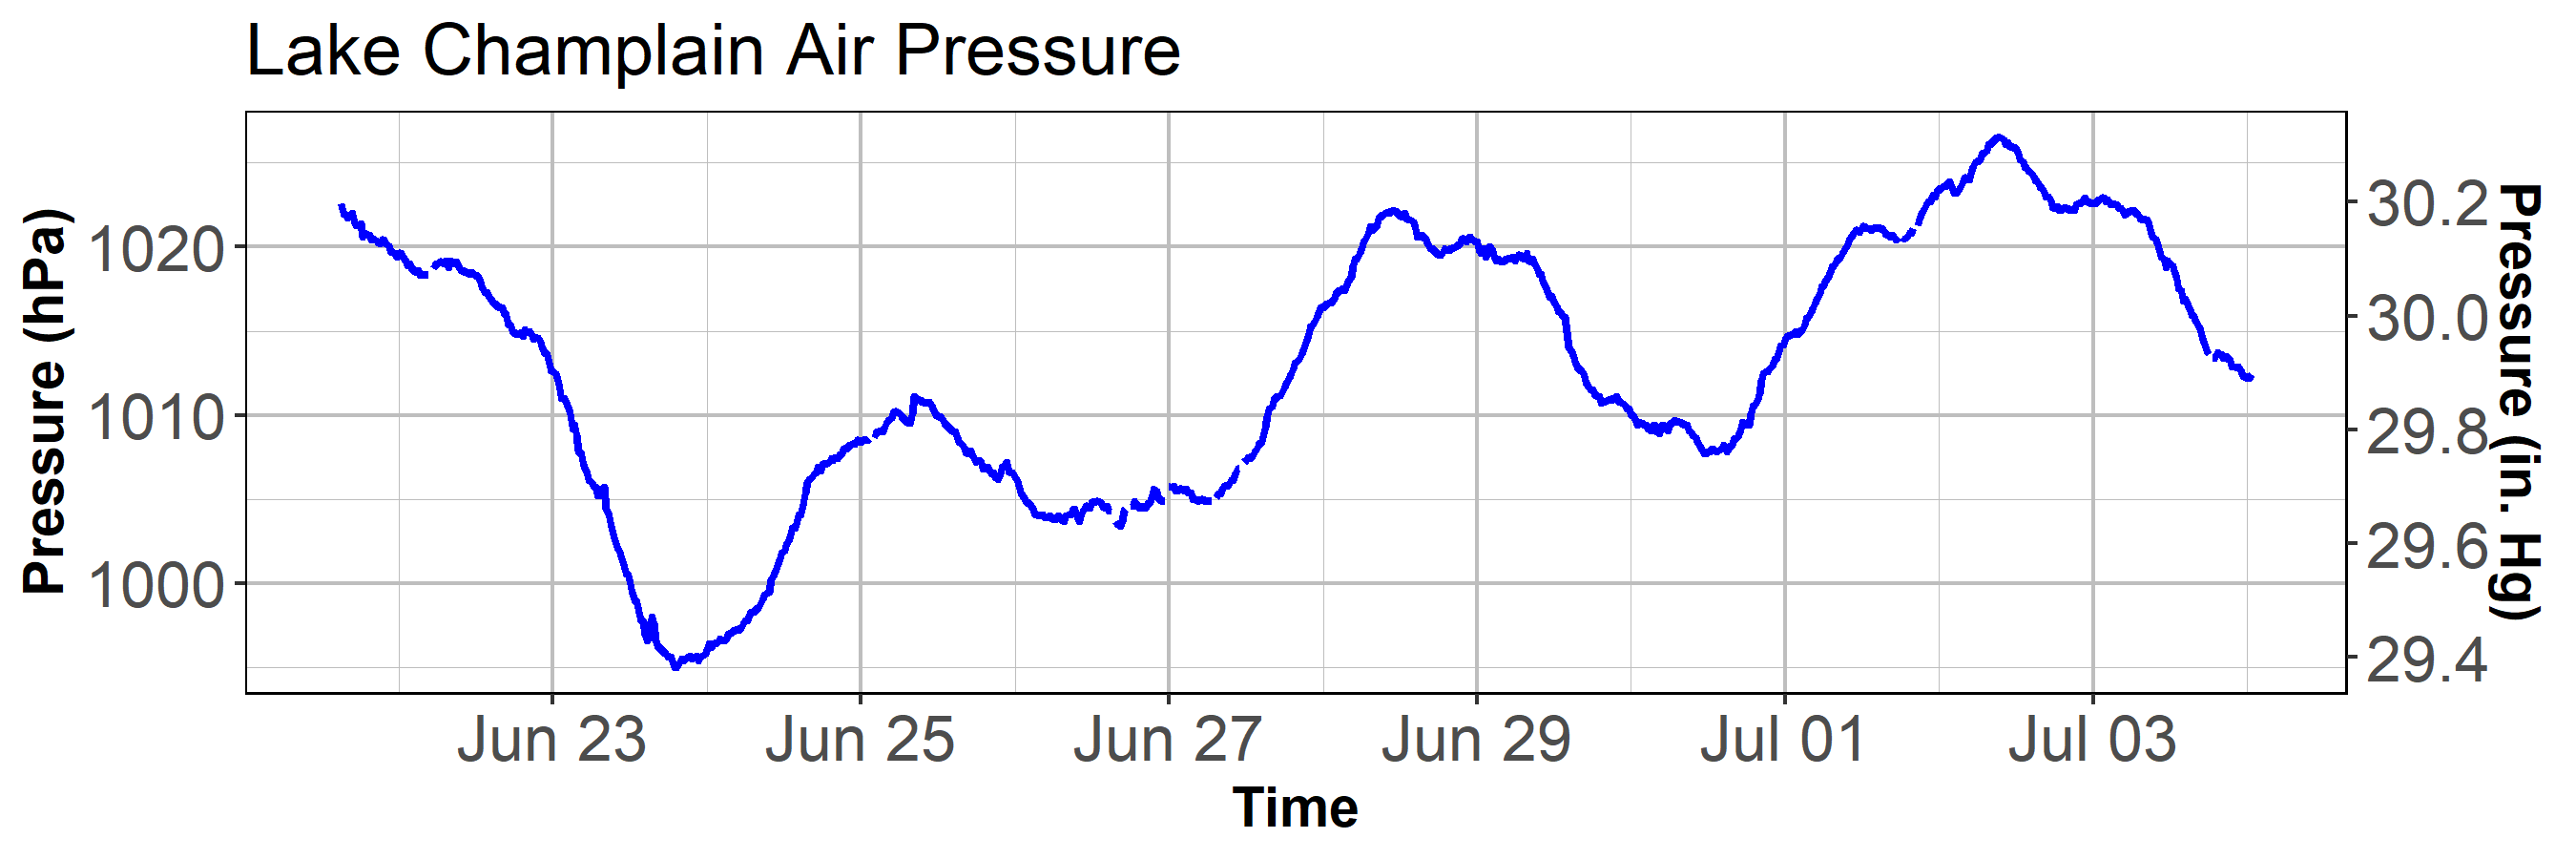 Lake Champlain Air Pressure
Pressure (hPa)
1020
1010
1000
30.2
30.0
29.8
29.6
29.4
Pressure (in. Hg)
Jun 23 Jun 25 Jun 27 Jun 29 Jul 01 Jul 03
Time